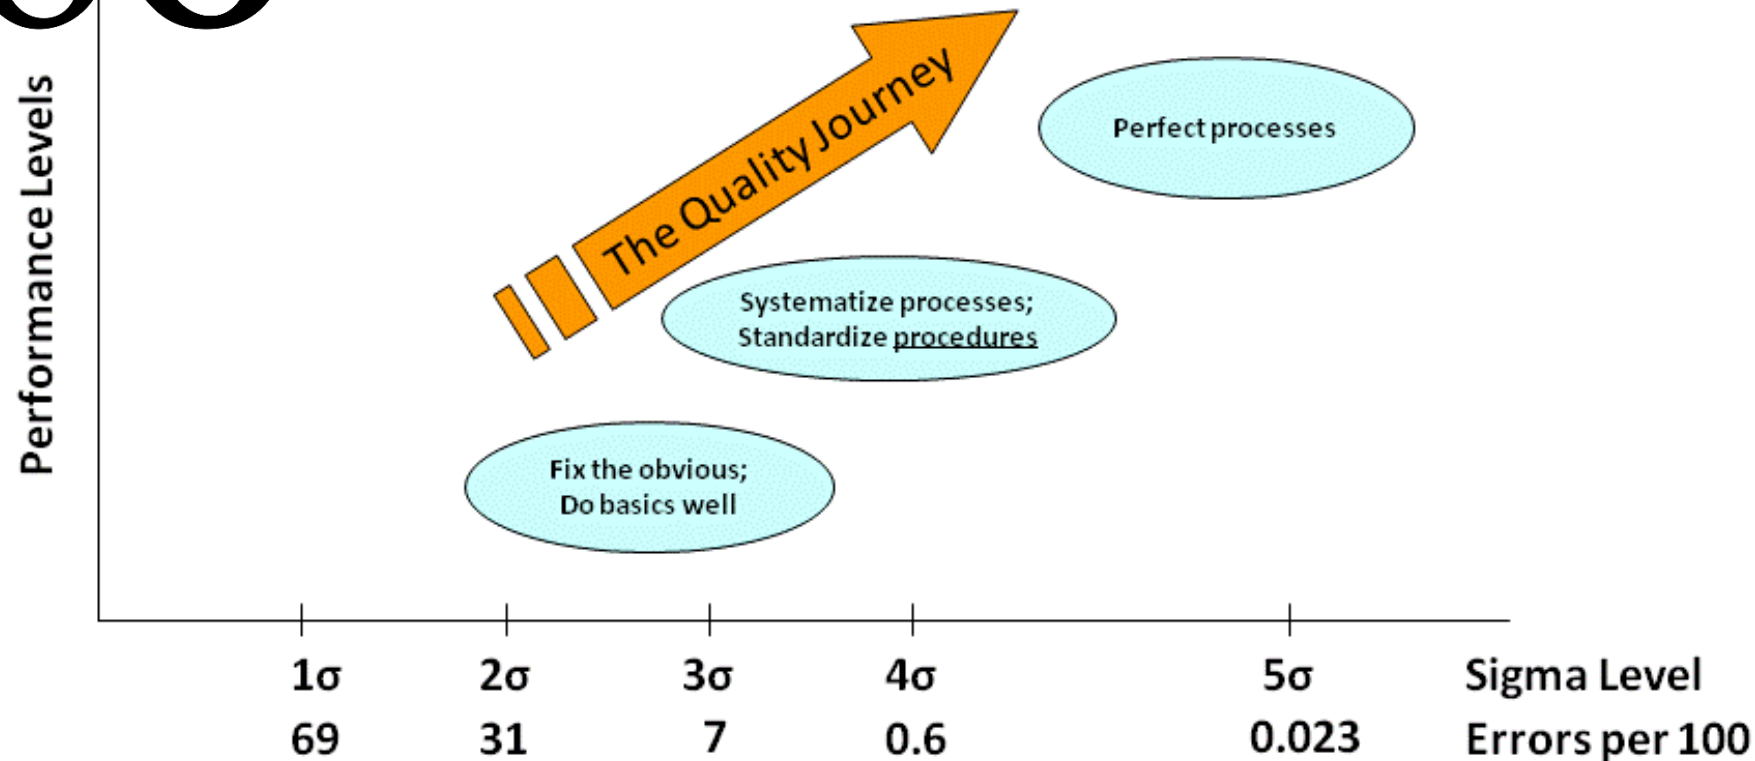 Performance Levels
The Quality Journey
Perfect processes
Systematize processes;
Standardize procedures
Fix the obvious;
Do basics well
1σ 2σ 3σ 4σ 5σ Sigma Level
69 31 7 0.6 0.023 Errors per 100